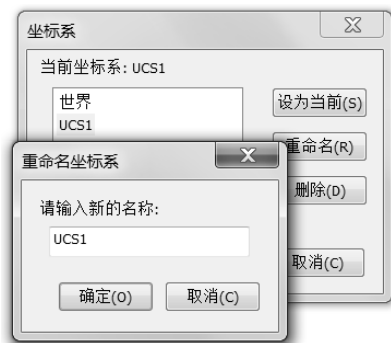 坐标系
当前坐标系: UCS1
世界
UCS1
设为当前(S)
重命名(R)
删除(D)
取消(C)
重命名坐标系
请输入新的名称:
UCS1
确定(O)
取消(C)